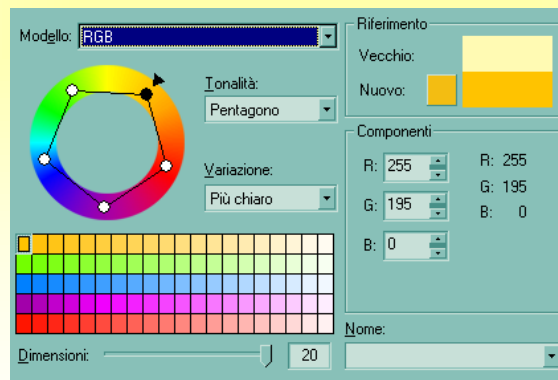 Modello: RGB
Tonalità:
Pentagono
Variazione:
Più chiaro
Dimensioni: 20
Riferimento
Vecchio:
Nuovo:
Componenti
R: 255 R: 255
G: 195 G: 195
B: 0 B: 0
Nome: